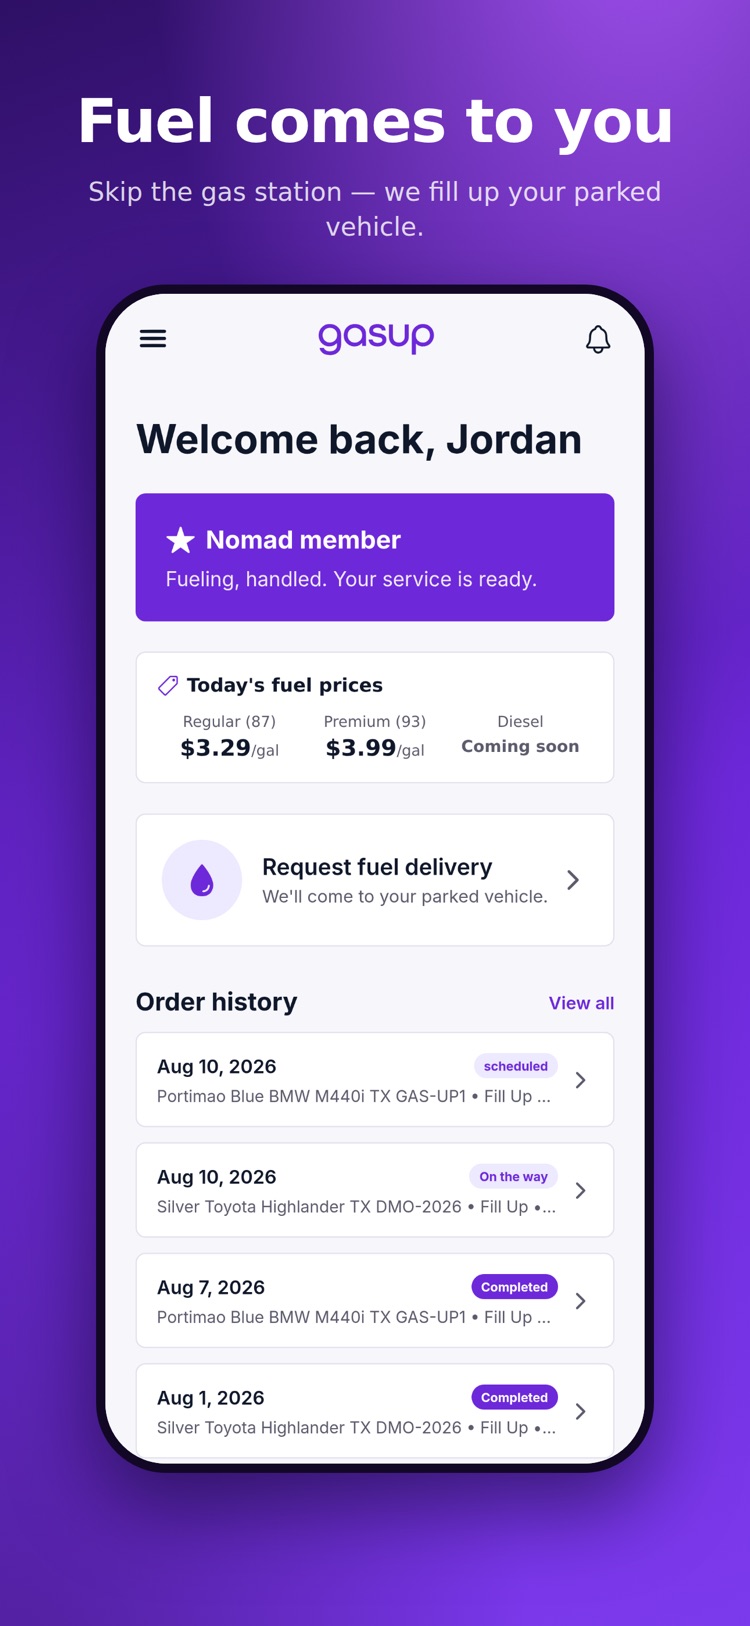 Fuel comes to you
Skip the gas station — we fill up your parked
vehicle.
gasup
Welcome back, Jordan
Nomad member
Fueling, handled. Your service is ready.
Today's fuel prices
Regular (87) Premium (93) Diesel
$3.29/gal $3.99/gal Coming soon
Request fuel delivery
We'll come to your parked vehicle.
Order history View all
Aug 10, 2026 scheduled
Portimao Blue BMW M440i TX GAS-UP1 • Fill Up ...
Aug 10, 2026 On the way
Silver Toyota Highlander TX DMO-2026 • Fill Up •...
Aug 7, 2026 Completed
Portimao Blue BMW M440i TX GAS-UP1 • Fill Up ...
Aug 1, 2026 Completed
Silver Toyota Highlander TX DMO-2026 • Fill Up •...